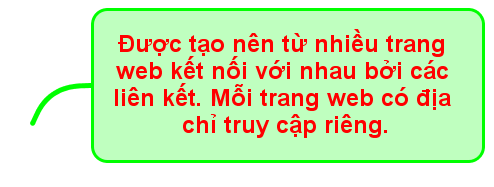 Được tạo nên từ nhiều trang
web kết nối với nhau bởi các
liên kết. Mỗi trang web có địa
chỉ truy cập riêng.